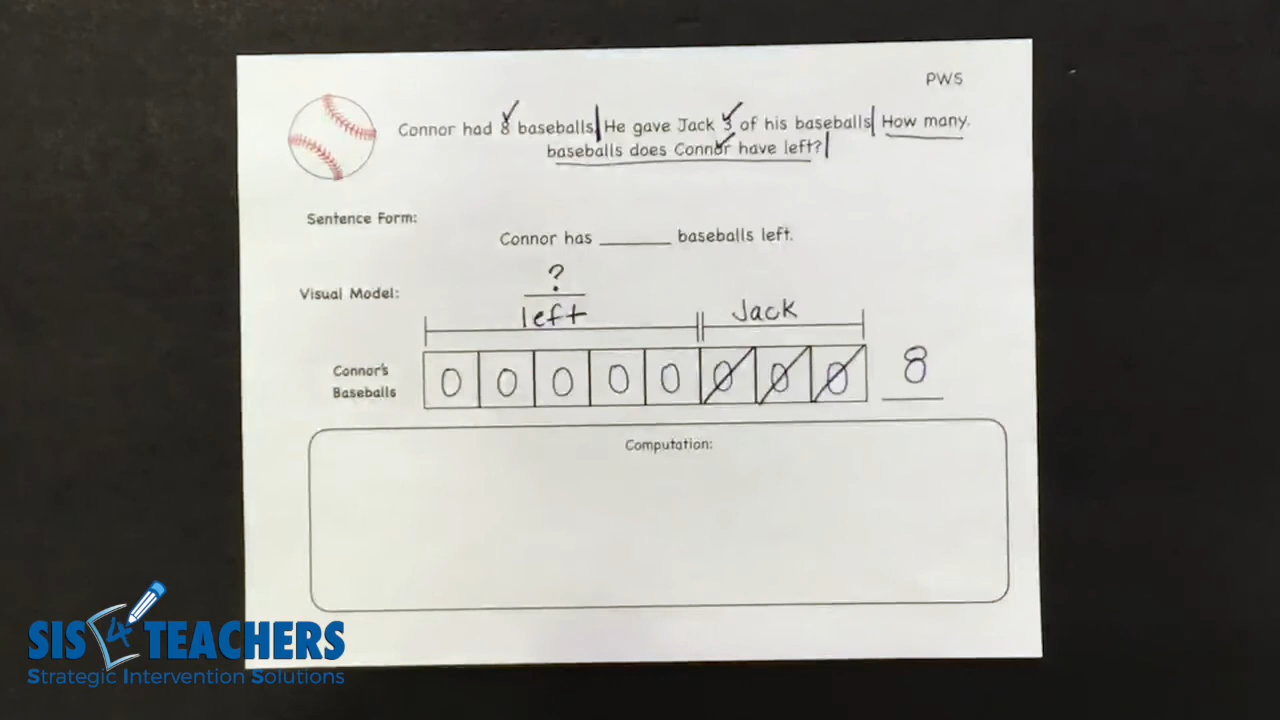 PWS
Connor had 8 baseballs. He gave Jack 3 of his baseballs. How many
baseballs does Connor have left?
Sentence Form:
Connor has ______ baseballs left.
?
Visual Model:
left
Jack
Connor's
Baseballs
0 0 0 0 0 0 0 0 8
Computation:
SIS 4 TEACHERS
Strategic Intervention Solutions